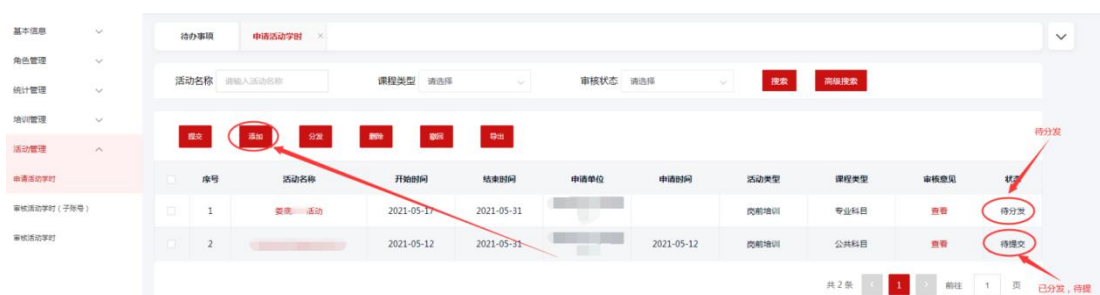 基本信息
待办事项 申请活动学时 ×
角色管理
活动名称 请输入活动名称 课程类型 请选择 审核状态 请选择 搜索 高级搜索
统计管理
培训管理
提交 添加 分发 删除 撤回 导出
待分发
活动管理
申请活动学时
序号 活动名称 开始时间 结束时间 申请单位 申请时间 活动类型 课程类型 审核意见 状态
审核活动学时(子账号)
1 娄底 活动 2021-05-17 2021-05-31 岗前培训 专业科目 查看 待分发
审核活动学时
2 2021-05-12 2021-05-31 2021-05-12 岗前培训 公共科目 查看 待提交
共 2 条 < 1 > 前往 1 页
已分发,待提